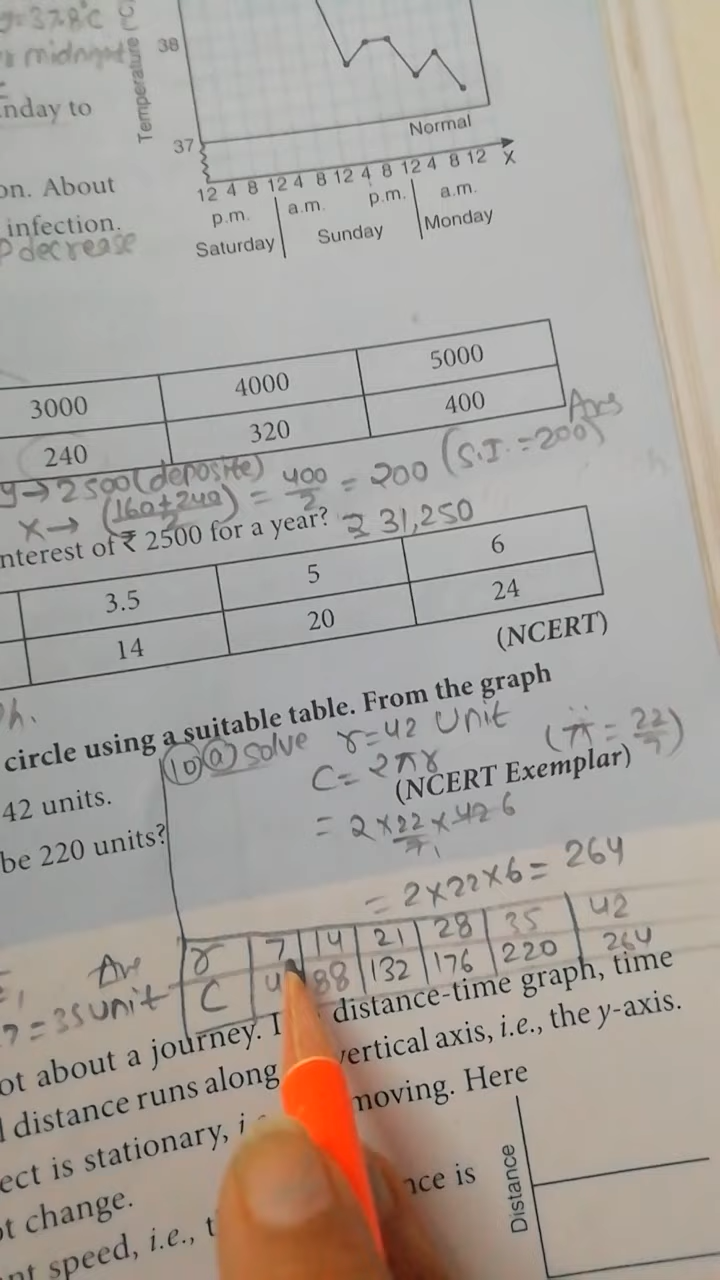 = 37.8°C
midnight
nday to
on. About
infection.
decrease
Temperature
38
37
Normal
12 4 8 12 4 8 12 4 8 12 4 8 12 X
p.m. a.m. p.m. a.m.
Saturday Sunday Monday
3000 4000 5000
240 320 400
Ans
y → 2500 (deposite)
x → (160+240)/2 = 400/2 = 200 (S.I. = 200)
nterest of ₹ 2500 for a year? ₹ 31,250
3.5 5 6
14 20 24
(NCERT)
circle using a suitable table. From the graph
10 a Solve r = 42 Unit (π = 22/7)
42 units.
C = 2πr
(NCERT Exemplar)
be 220 units?
= 2 × 22/7 × 42 6
1
= 2×22×6 = 264
r 7 14 21 28 35 42
C 4 88 132 176 220 264
= 35 unit
ot about a journey. distance-time graph, time
distance runs along vertical axis, i.e., the y-axis.
ect is stationary, moving. Here
ot change.
nce is
nt speed, i.e.,
Distance